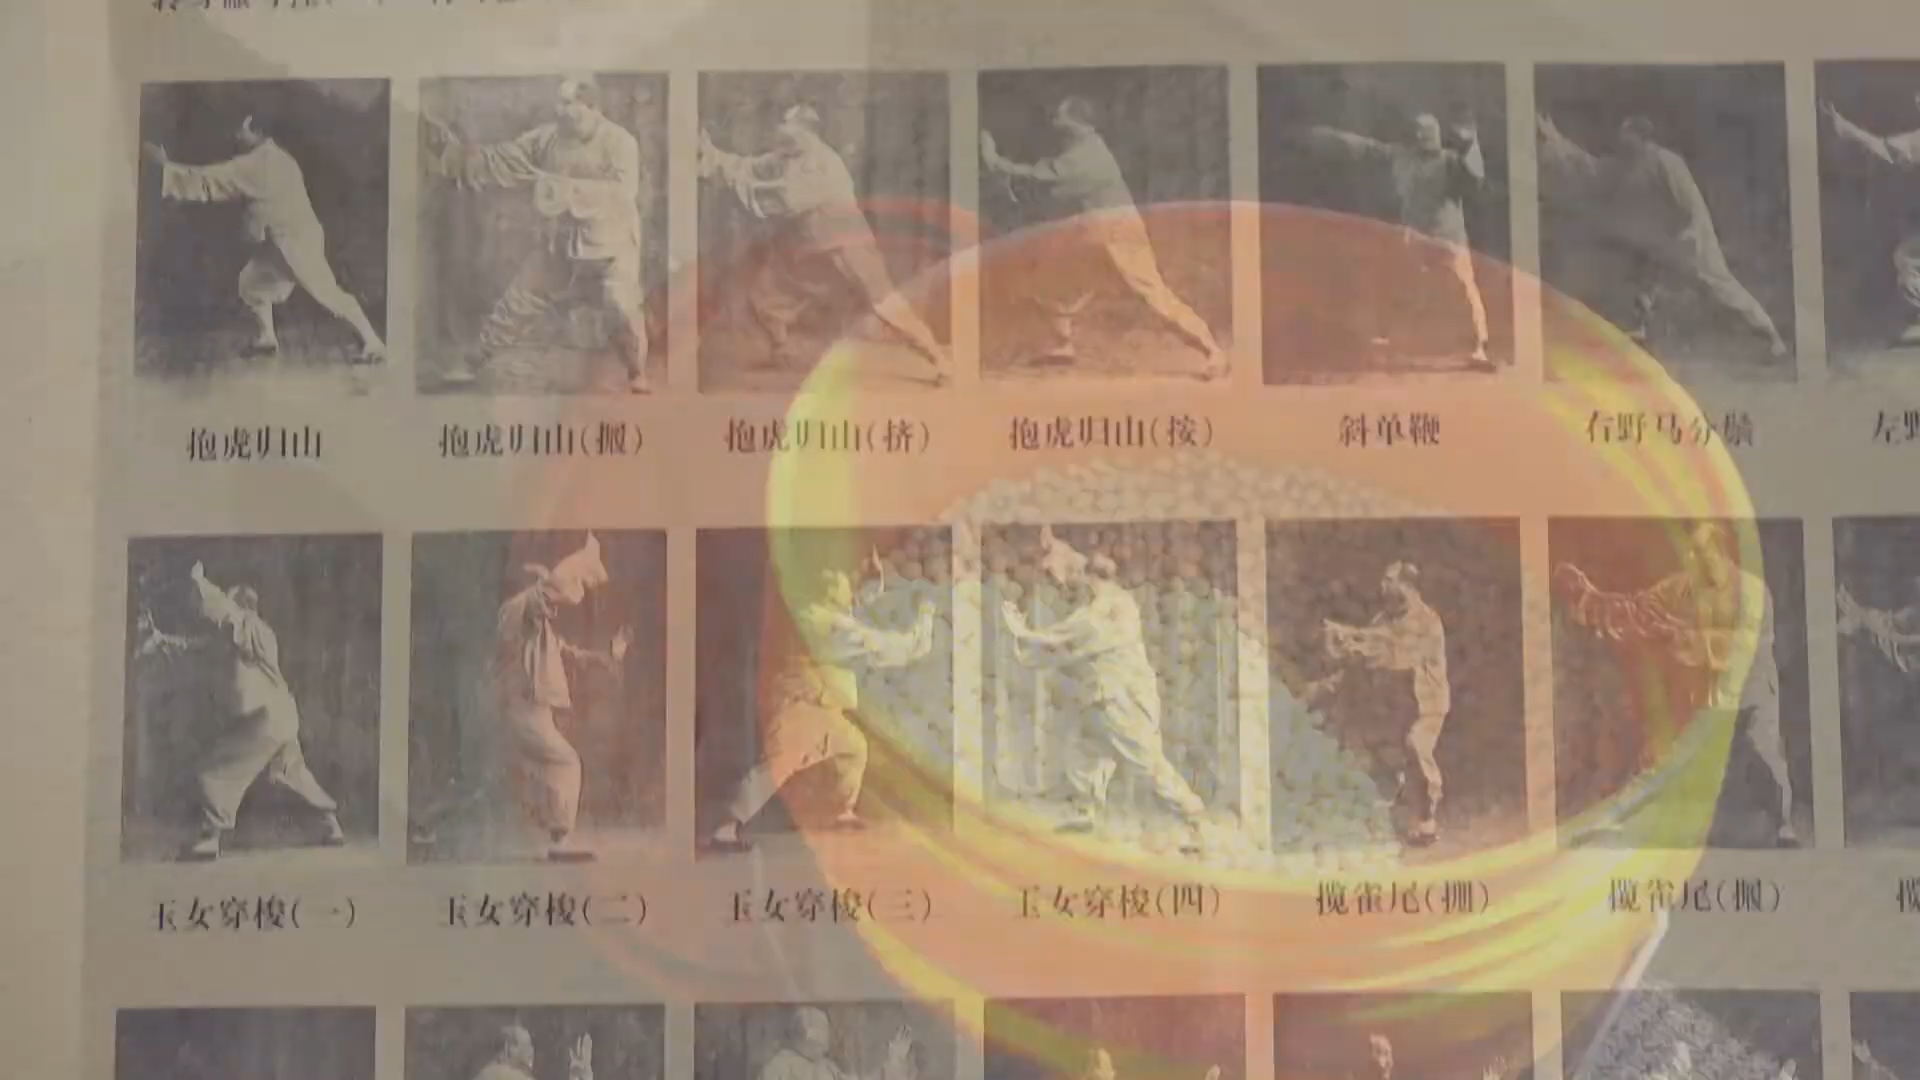 抱虎归山 抱虎归山(搌) 抱虎归山(挤) 抱虎归山(按) 斜单鞭 右野马分鬃
玉女穿梭(一) 玉女穿梭(二) 玉女穿梭(三) 玉女穿梭(四) 揽雀尾(掤) 揽雀尾(搌)